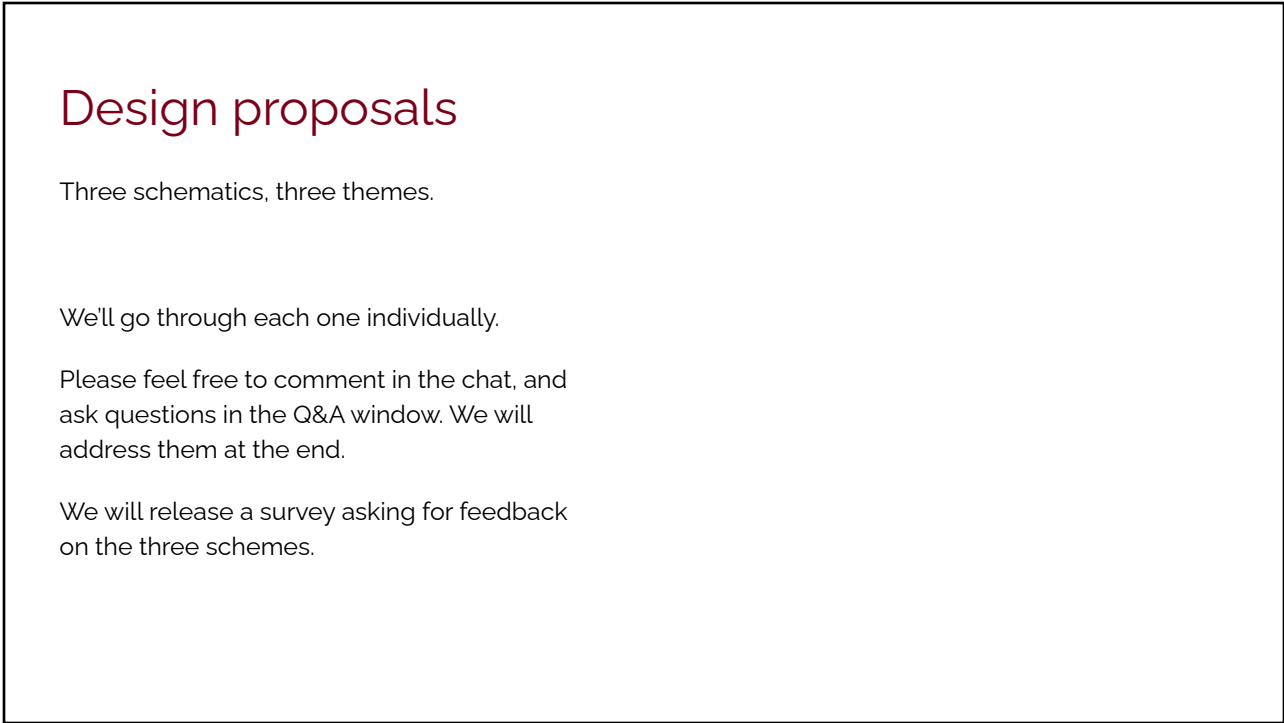 Design proposals
Three schematics, three themes.
We'll go through each one individually.
Please feel free to comment in the chat, and
ask questions in the Q&A window. We will
address them at the end.
We will release a survey asking for feedback
on the three schemes.